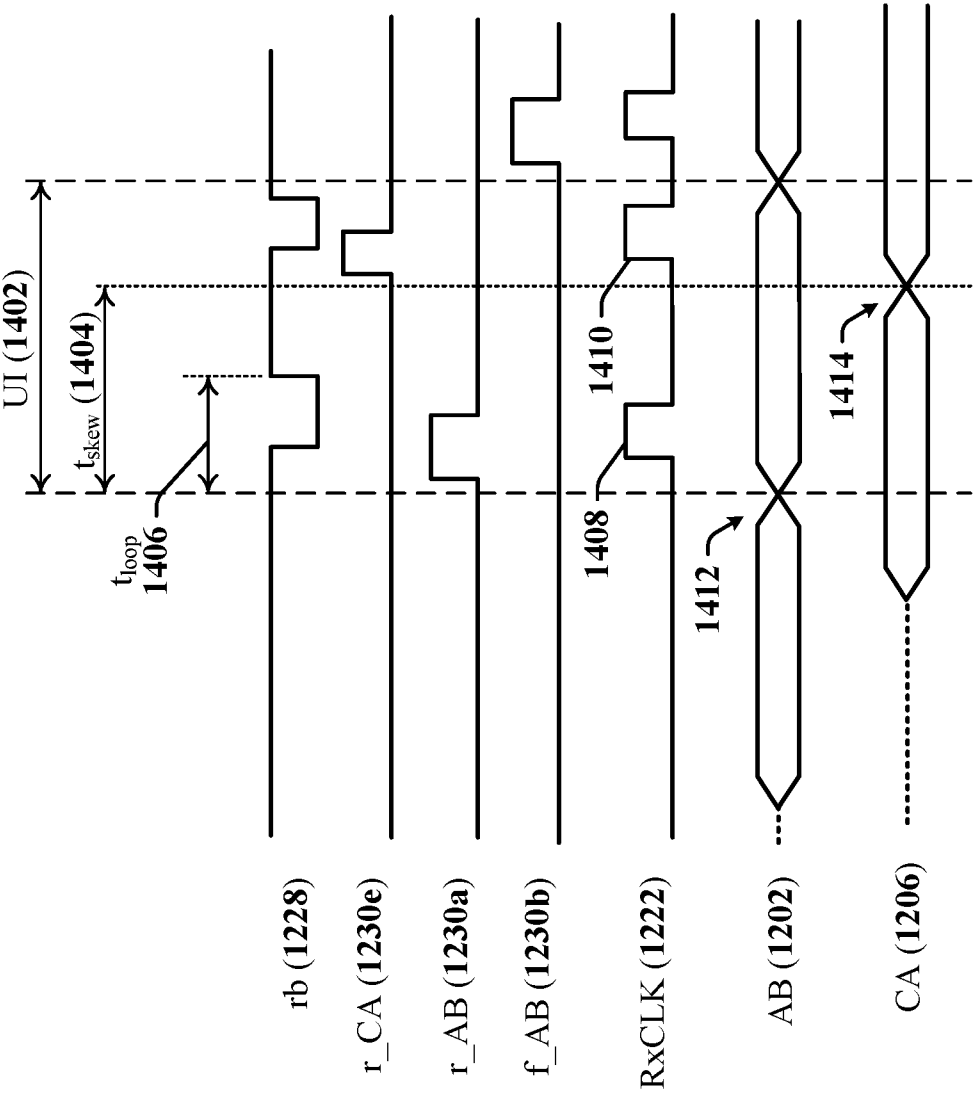 UI (1402)
t_skew (1404)
t_loop
1406
rb (1228)
r_CA (1230e)
r_AB (1230a)
f_AB (1230b)
RxCLK (1222)
1408
1410
AB (1202)
1412
CA (1206)
1414